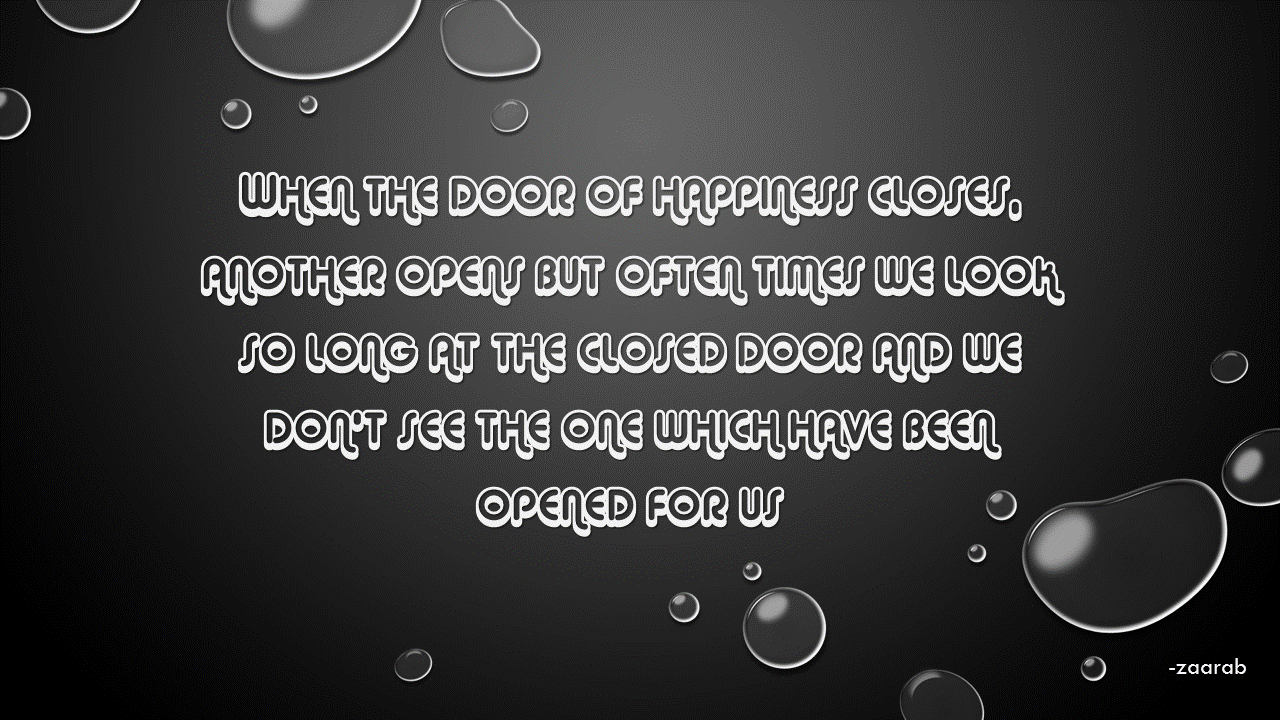 WHEN THE DOOR OF HAPPINESS CLOSES,
ANOTHER OPENS BUT OFTEN TIMES WE LOOK
SO LONG AT THE CLOSED DOOR AND WE
DON'T SEE THE ONE WHICH HAVE BEEN
OPENED FOR US
-zaarab